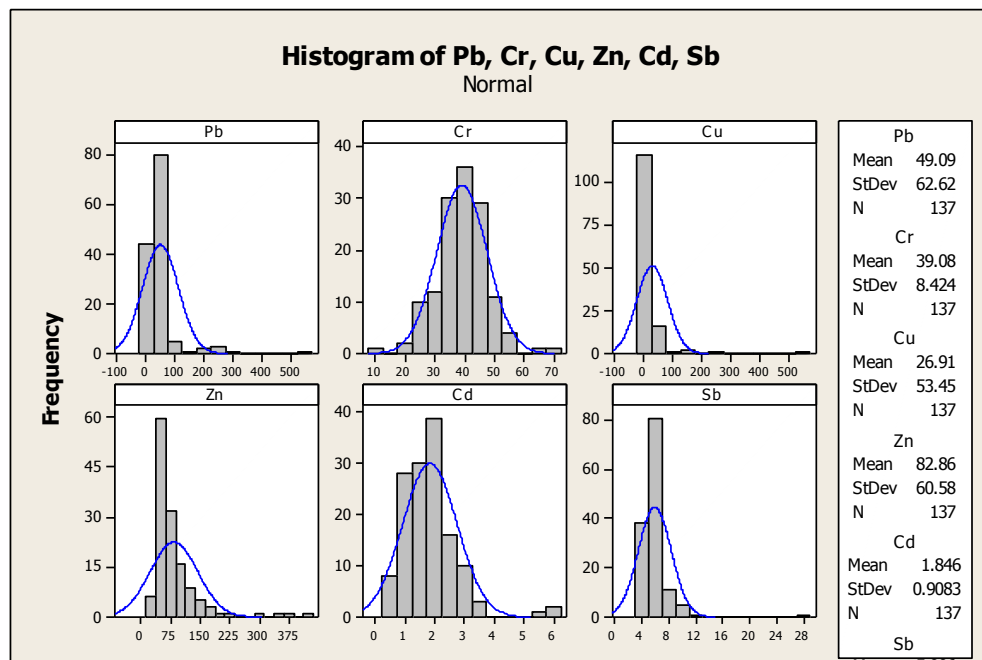 Histogram of Pb, Cr, Cu, Zn, Cd, Sb
Normal
Frequency
Pb
80
60
40
20
0
-100 0 100 200 300 400 500
Cr
40
30
20
10
0
10 20 30 40 50 60 70
Cu
100
75
50
25
0
-100 0 100 200 300 400 500
Zn
60
45
30
15
0
0 75 150 225 300 375
Cd
40
30
20
10
0
0 1 2 3 4 5 6
Sb
80
60
40
20
0
0 4 8 12 16 20 24 28
Pb
Mean 49.09
StDev 62.62
N 137
Cr
Mean 39.08
StDev 8.424
N 137
Cu
Mean 26.91
StDev 53.45
N 137
Zn
Mean 82.86
StDev 60.58
N 137
Cd
Mean 1.846
StDev 0.9083
N 137
Sb